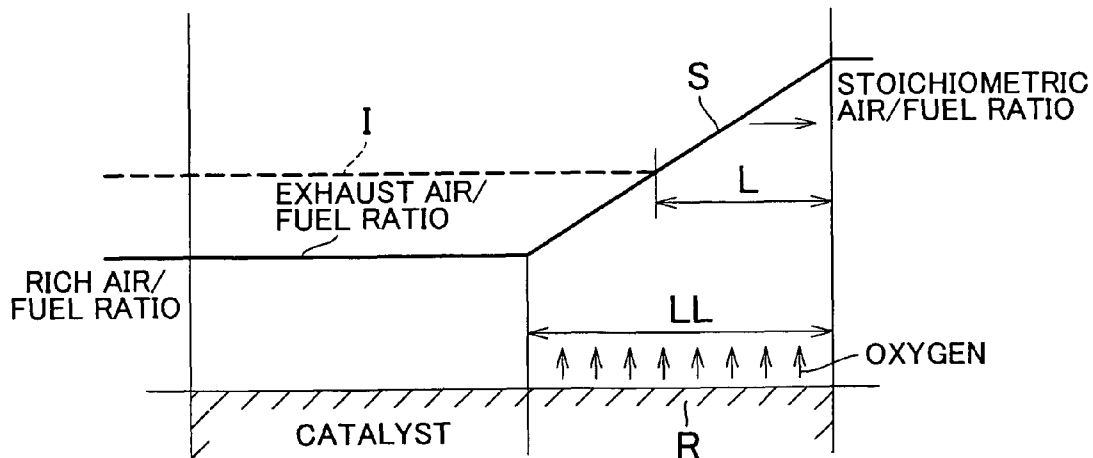 S
STOICHIOMETRIC
AIR/FUEL RATIO
I
EXHAUST AIR/
FUEL RATIO
L
RICH AIR/
FUEL RATIO
LL
OXYGEN
CATALYST
R